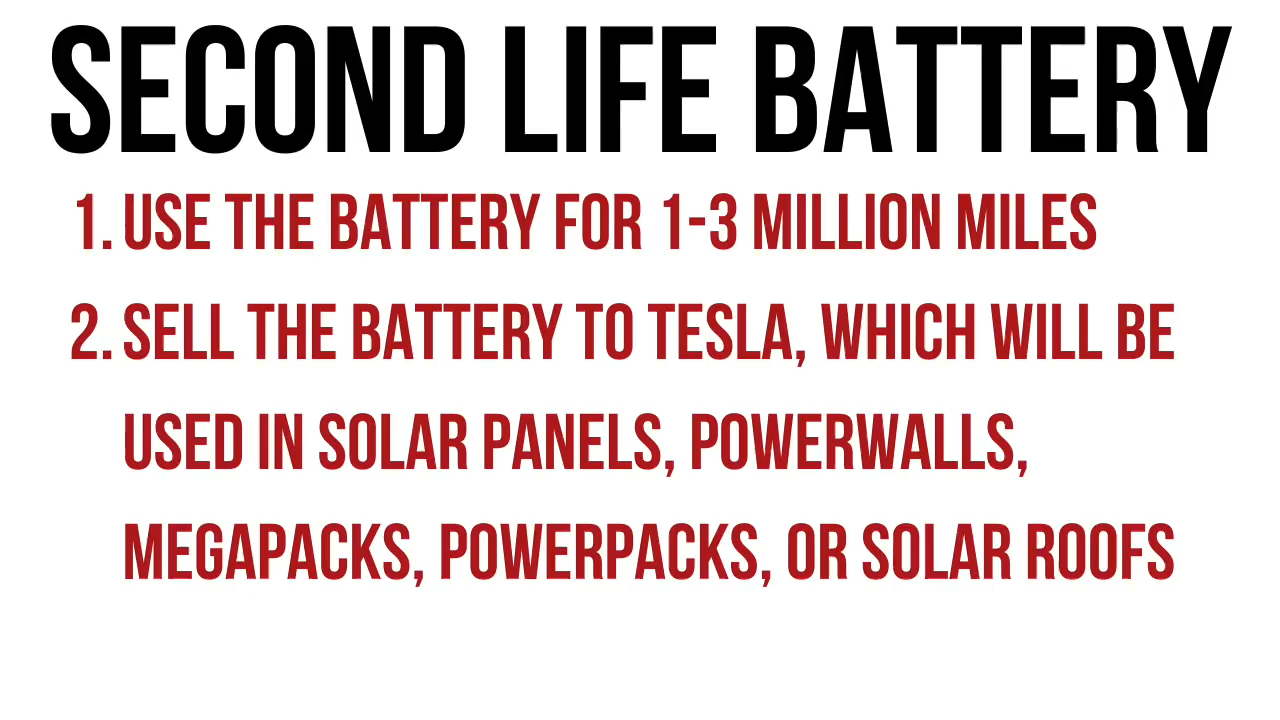 SECOND LIFE BATTERY
1. USE THE BATTERY FOR 1-3 MILLION MILES
2. SELL THE BATTERY TO TESLA, WHICH WILL BE
USED IN SOLAR PANELS, POWERWALLS,
MEGAPACKS, POWERPACKS, OR SOLAR ROOFS